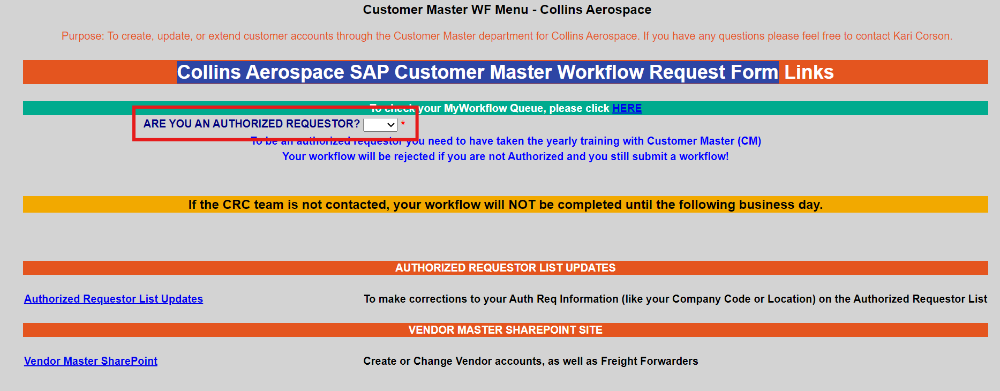 Customer Master WF Menu - Collins Aerospace
Purpose: To create, update, or extend customer accounts through the Customer Master department for Collins Aerospace. If you have any questions please feel free to contact Kari Corson.
Collins Aerospace SAP Customer Master Workflow Request Form Links
To check your MyWorkflow Queue, please click HERE
ARE YOU AN AUTHORIZED REQUESTOR? *
To be an authorized requestor you need to have taken the yearly training with Customer Master (CM)
Your workflow will be rejected if you are not Authorized and you still submit a workflow!
If the CRC team is not contacted, your workflow will NOT be completed until the following business day.
AUTHORIZED REQUESTOR LIST UPDATES
Authorized Requestor List Updates To make corrections to your Auth Req Information (like your Company Code or Location) on the Authorized Requestor List
VENDOR MASTER SHAREPOINT SITE
Vendor Master SharePoint Create or Change Vendor accounts, as well as Freight Forwarders